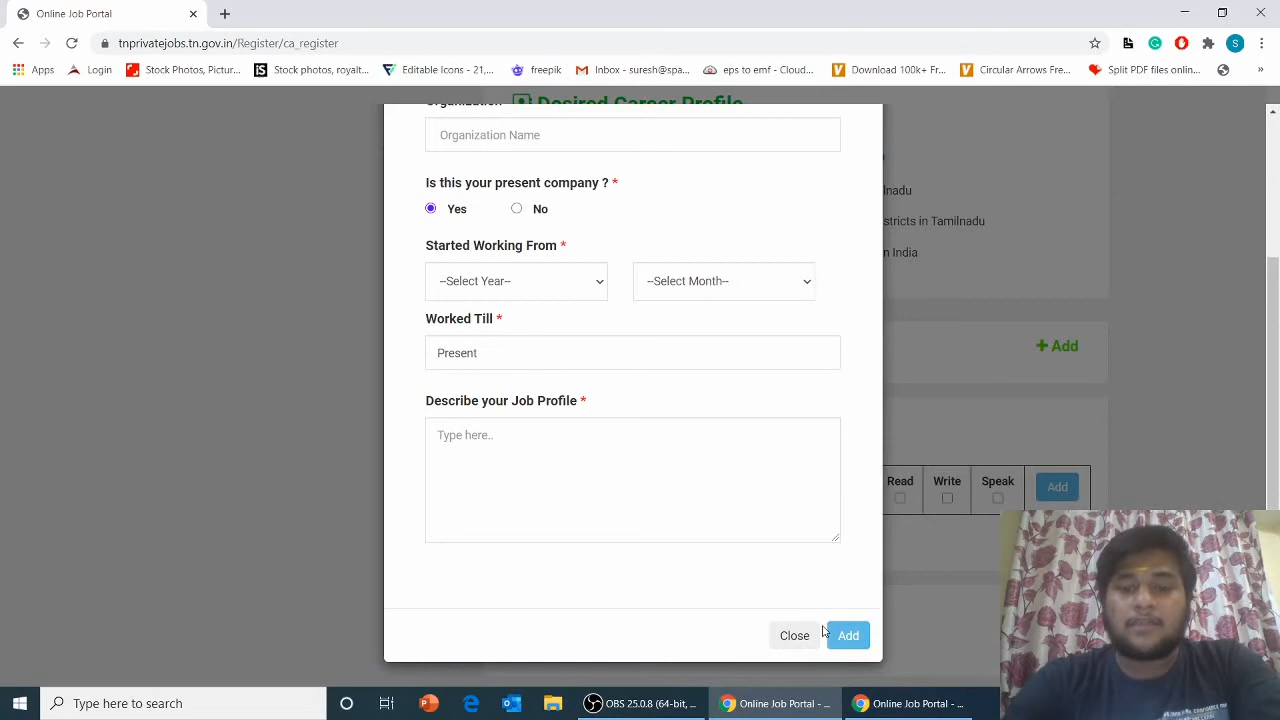 Online Job Portal
tnprivatejobs.tn.gov.in/Register/ca_register
S
Apps
Login
Stock Photos, Pictur...
iS
Stock photos, royalt...
Editable Icons - 21,...
freepik
Inbox - suresh@spa...
eps to emf - Cloud...
Download 100k+ Fr...
Circular Arrows Fre...
Split PDF files onlin...
Desired Career Profile
Organization Name
Is this your present company ? *
Yes
No
lnadu
Started Working From *
stricts in Tamilnadu
n India
--Select Year--
--Select Month--
Worked Till *
Present
+ Add
Describe your Job Profile *
Type here..
Read
Write
Speak
Add
Close
Add
Type here to search
OBS 25.0.8 (64-bit, ...
Online Job Portal - ...
Online Job Portal - ...